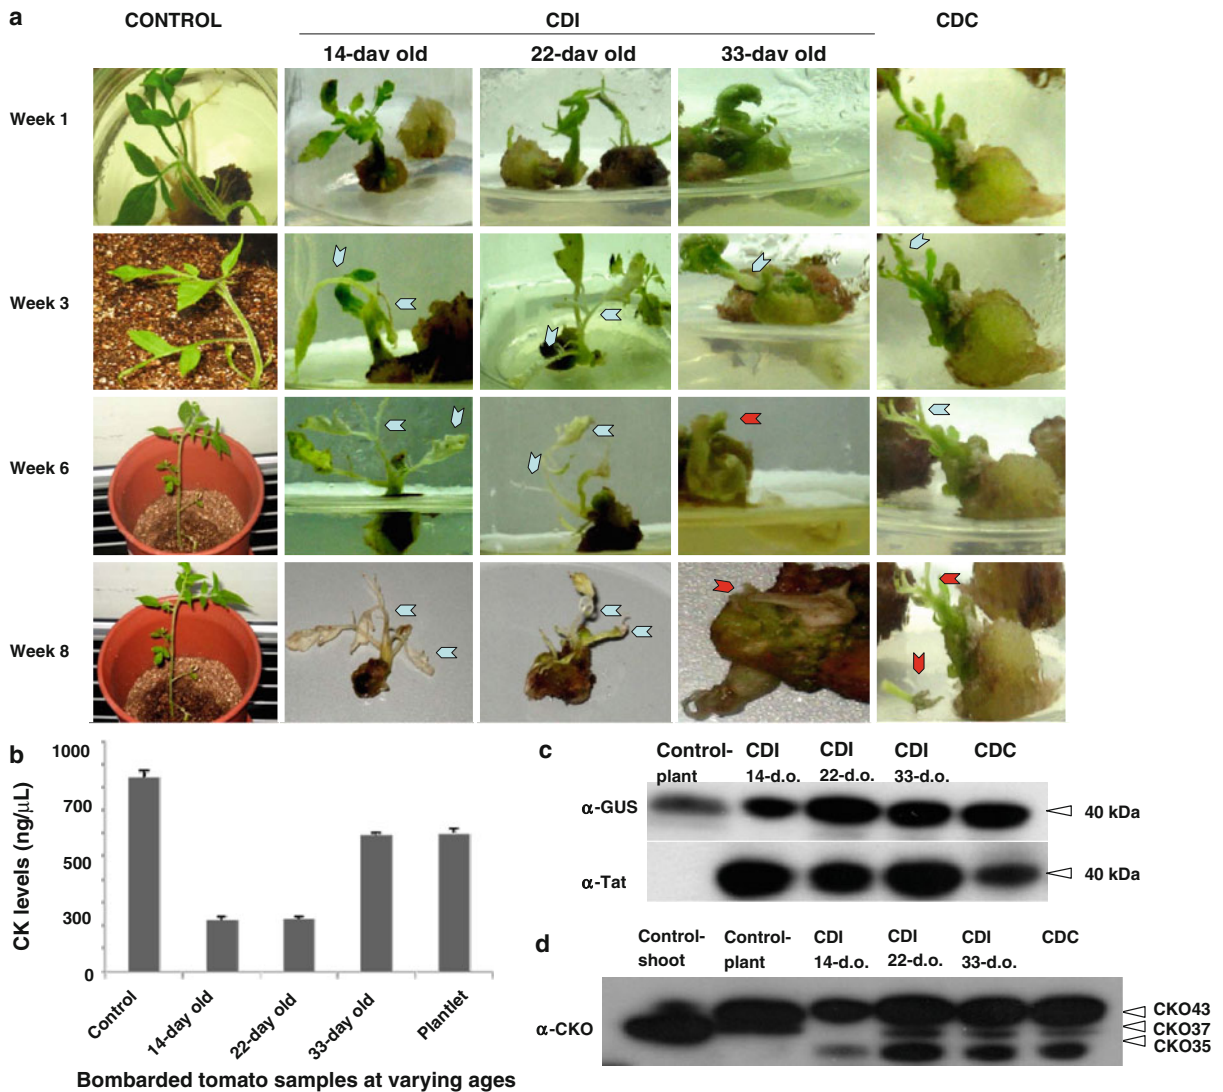 a
CONTROL
CDI
CDC
14-dav old
22-dav old
33-dav old
Week 1
Week 3
Week 6
Week 8
b
1000
700
500
300
0
CK levels (ng/µL)
Control
14-day old
22-day old
33-day old
Plantlet
Bombarded tomato samples at varying ages
c
Control-
plant
CDI
14-d.o.
CDI
22-d.o.
CDI
33-d.o.
CDC
α-GUS
40 kDa
α-Tat
40 kDa
d
Control-
shoot
Control-
plant
CDI
14-d.o.
CDI
22-d.o.
CDI
33-d.o.
CDC
α-CKO
CKO43
CKO37
CKO35